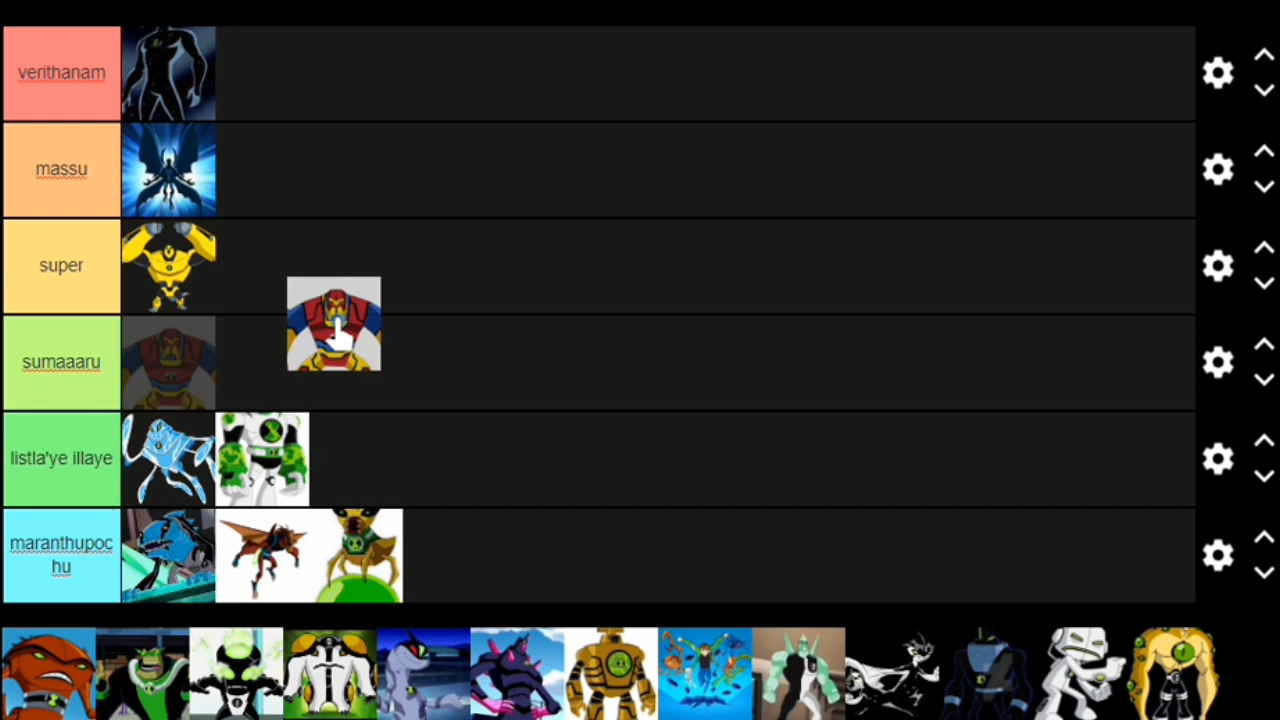 verithanam
massu
super
sumaaaru
listla'ye illaye
maranthupoc
hu